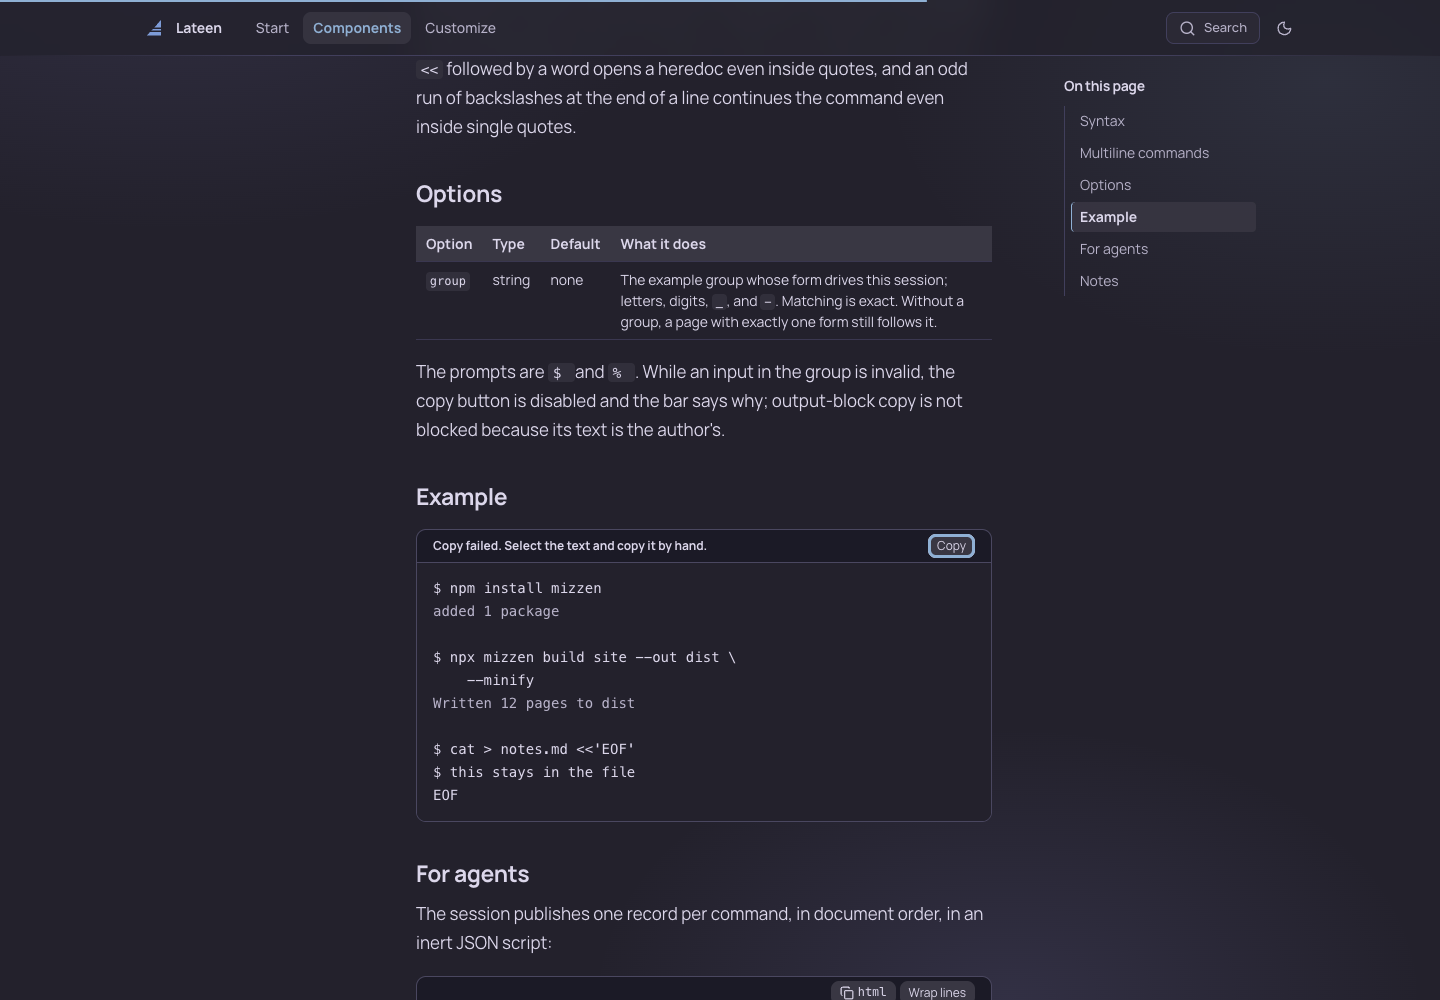 Lateen
Start
Components
Customize
Search
<< followed by a word opens a heredoc even inside quotes, and an odd
run of backslashes at the end of a line continues the command even
inside single quotes.
On this page
Syntax
Multiline commands
Options
Example
For agents
Notes
Options
Option Type Default What it does
group string none The example group whose form drives this session;
letters, digits, _, and -. Matching is exact. Without a
group, a page with exactly one form still follows it.
The prompts are $ and % . While an input in the group is invalid, the
copy button is disabled and the bar says why; output-block copy is not
blocked because its text is the author's.
Example
Copy failed. Select the text and copy it by hand.
Copy
$ npm install mizzen
added 1 package
$ npx mizzen build site --out dist \
    --minify
Written 12 pages to dist
$ cat > notes.md <<'EOF'
$ this stays in the file
EOF
For agents
The session publishes one record per command, in document order, in an
inert JSON script:
html
Wrap lines